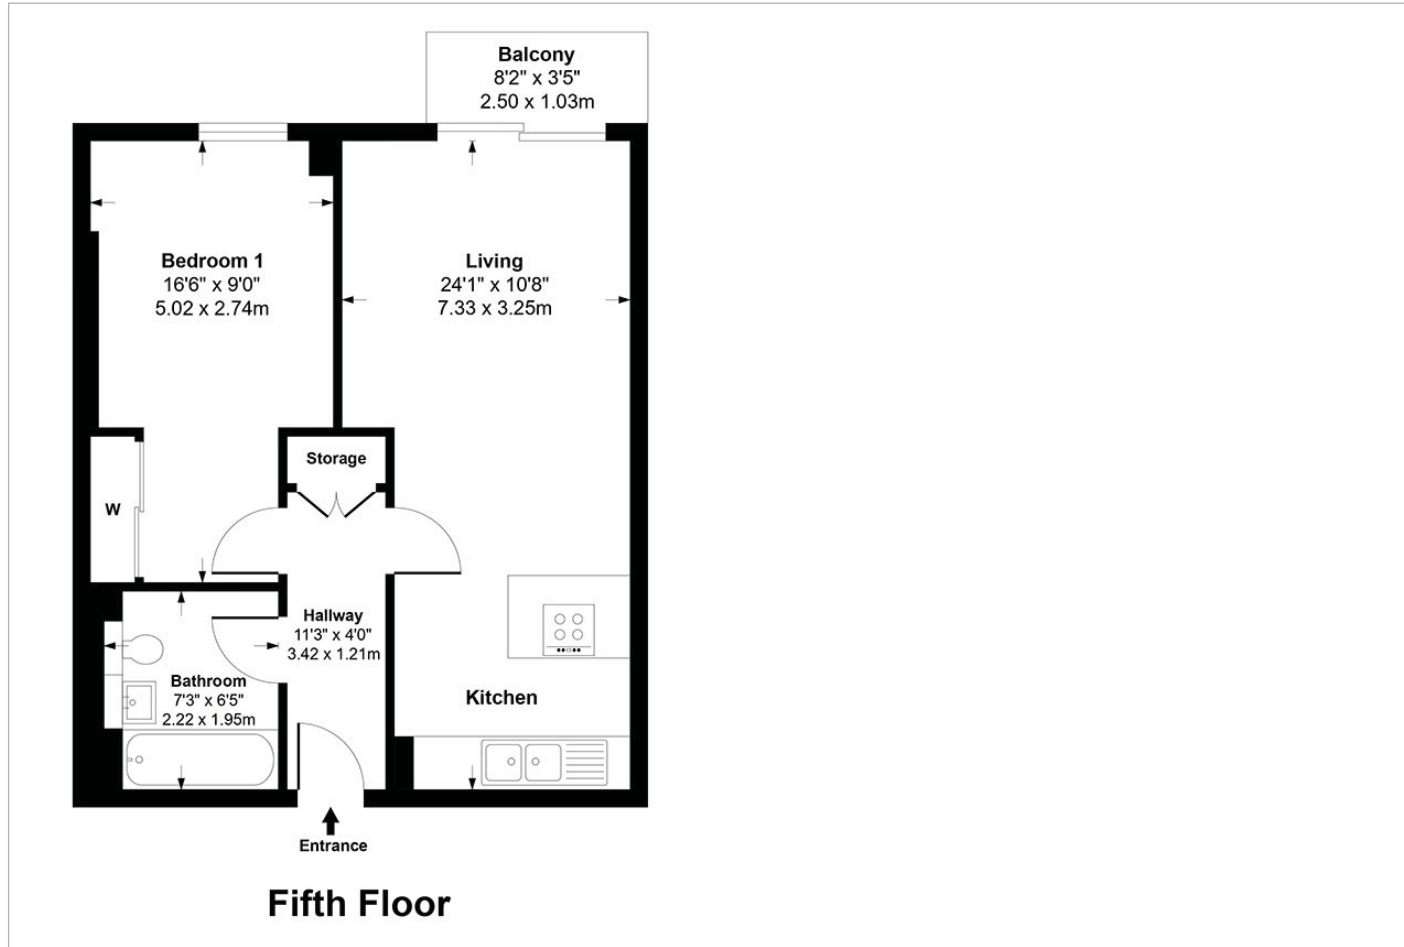 Balcony
8'2" x 3'5"
2.50 x 1.03m
Bedroom 1
16'6" x 9'0"
5.02 x 2.74m
Living
24'1" x 10'8"
7.33 x 3.25m
Storage
W
Hallway
11'3" x 4'0"
3.42 x 1.21m
Bathroom
7'3" x 6'5"
2.22 x 1.95m
Kitchen
Entrance
Fifth Floor